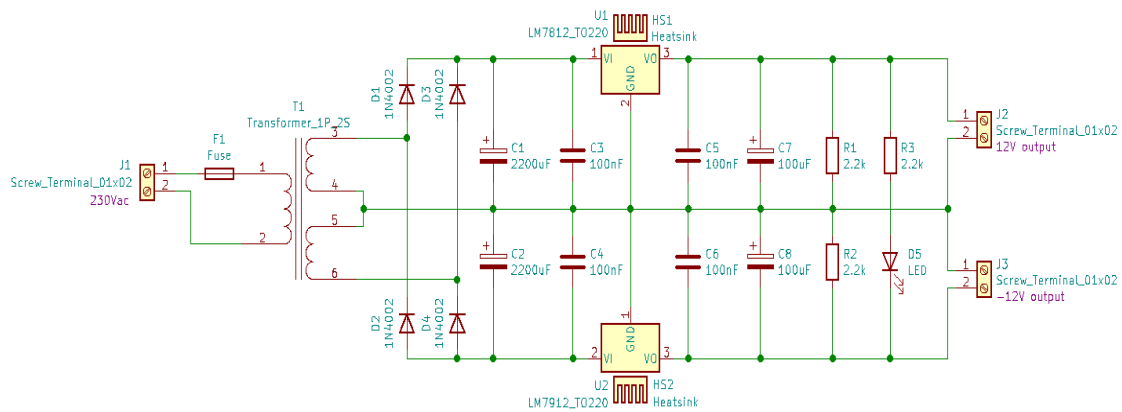 U1
LM7812_TO220
HS1
Heatsink
1
VI
VO
3
GND
2
D1
1N4002
D3
1N4002
T1
Transformer_1P_2S
F1
Fuse
J1
Screw_Terminal_01x02
230Vac
1
2
1
2
3
4
5
6
C1
2200uF
C3
100nF
C5
100nF
C7
100uF
R1
2.2k
R3
2.2k
1
2
J2
Screw_Terminal_01x02
12V output
C2
2200uF
C4
100nF
C6
100nF
C8
100uF
R2
2.2k
D5
LED
1
2
J3
Screw_Terminal_01x02
-12V output
D2
1N4002
D4
1N4002
1
GND
2
VI
VO
3
U2
LM7912_TO220
HS2
Heatsink
+
+
+
+